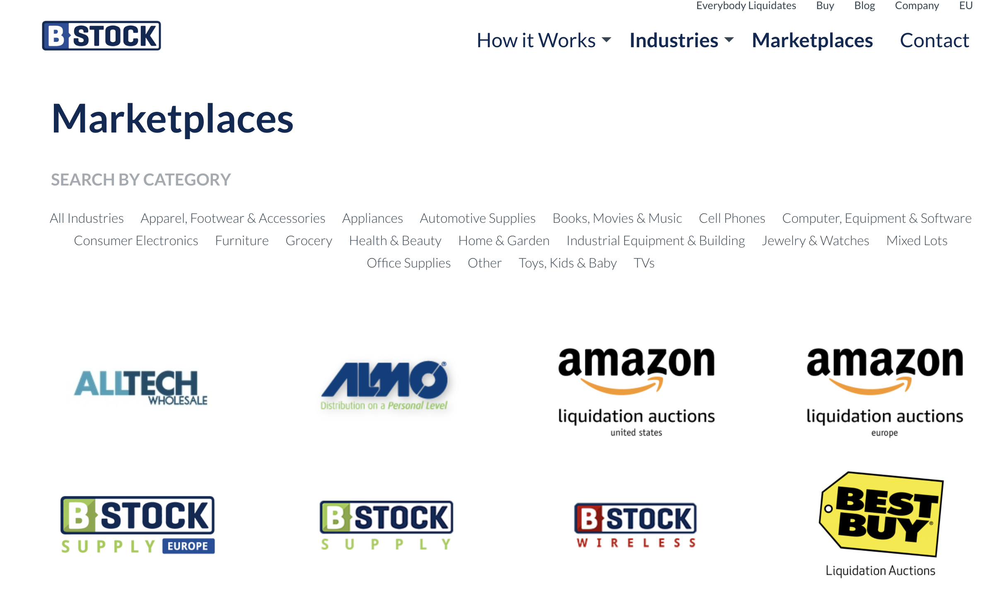 Everybody Liquidates Buy Blog Company EU
B STOCK
How it Works Industries Marketplaces Contact
Marketplaces
SEARCH BY CATEGORY
All Industries Apparel, Footwear & Accessories Appliances Automotive Supplies Books, Movies & Music Cell Phones Computer, Equipment & Software
Consumer Electronics Furniture Grocery Health & Beauty Home & Garden Industrial Equipment & Building Jewelry & Watches Mixed Lots
Office Supplies Other Toys, Kids & Baby TVs
ALLTECH
WHOLESALE
ALMO®
Distribution on a Personal Level
amazon
liquidation auctions
united states
amazon
liquidation auctions
europe
B STOCK
SUPPLY EUROPE
B STOCK
SUPPLY
B STOCK
WIRELESS
BEST
BUY®
Liquidation Auctions